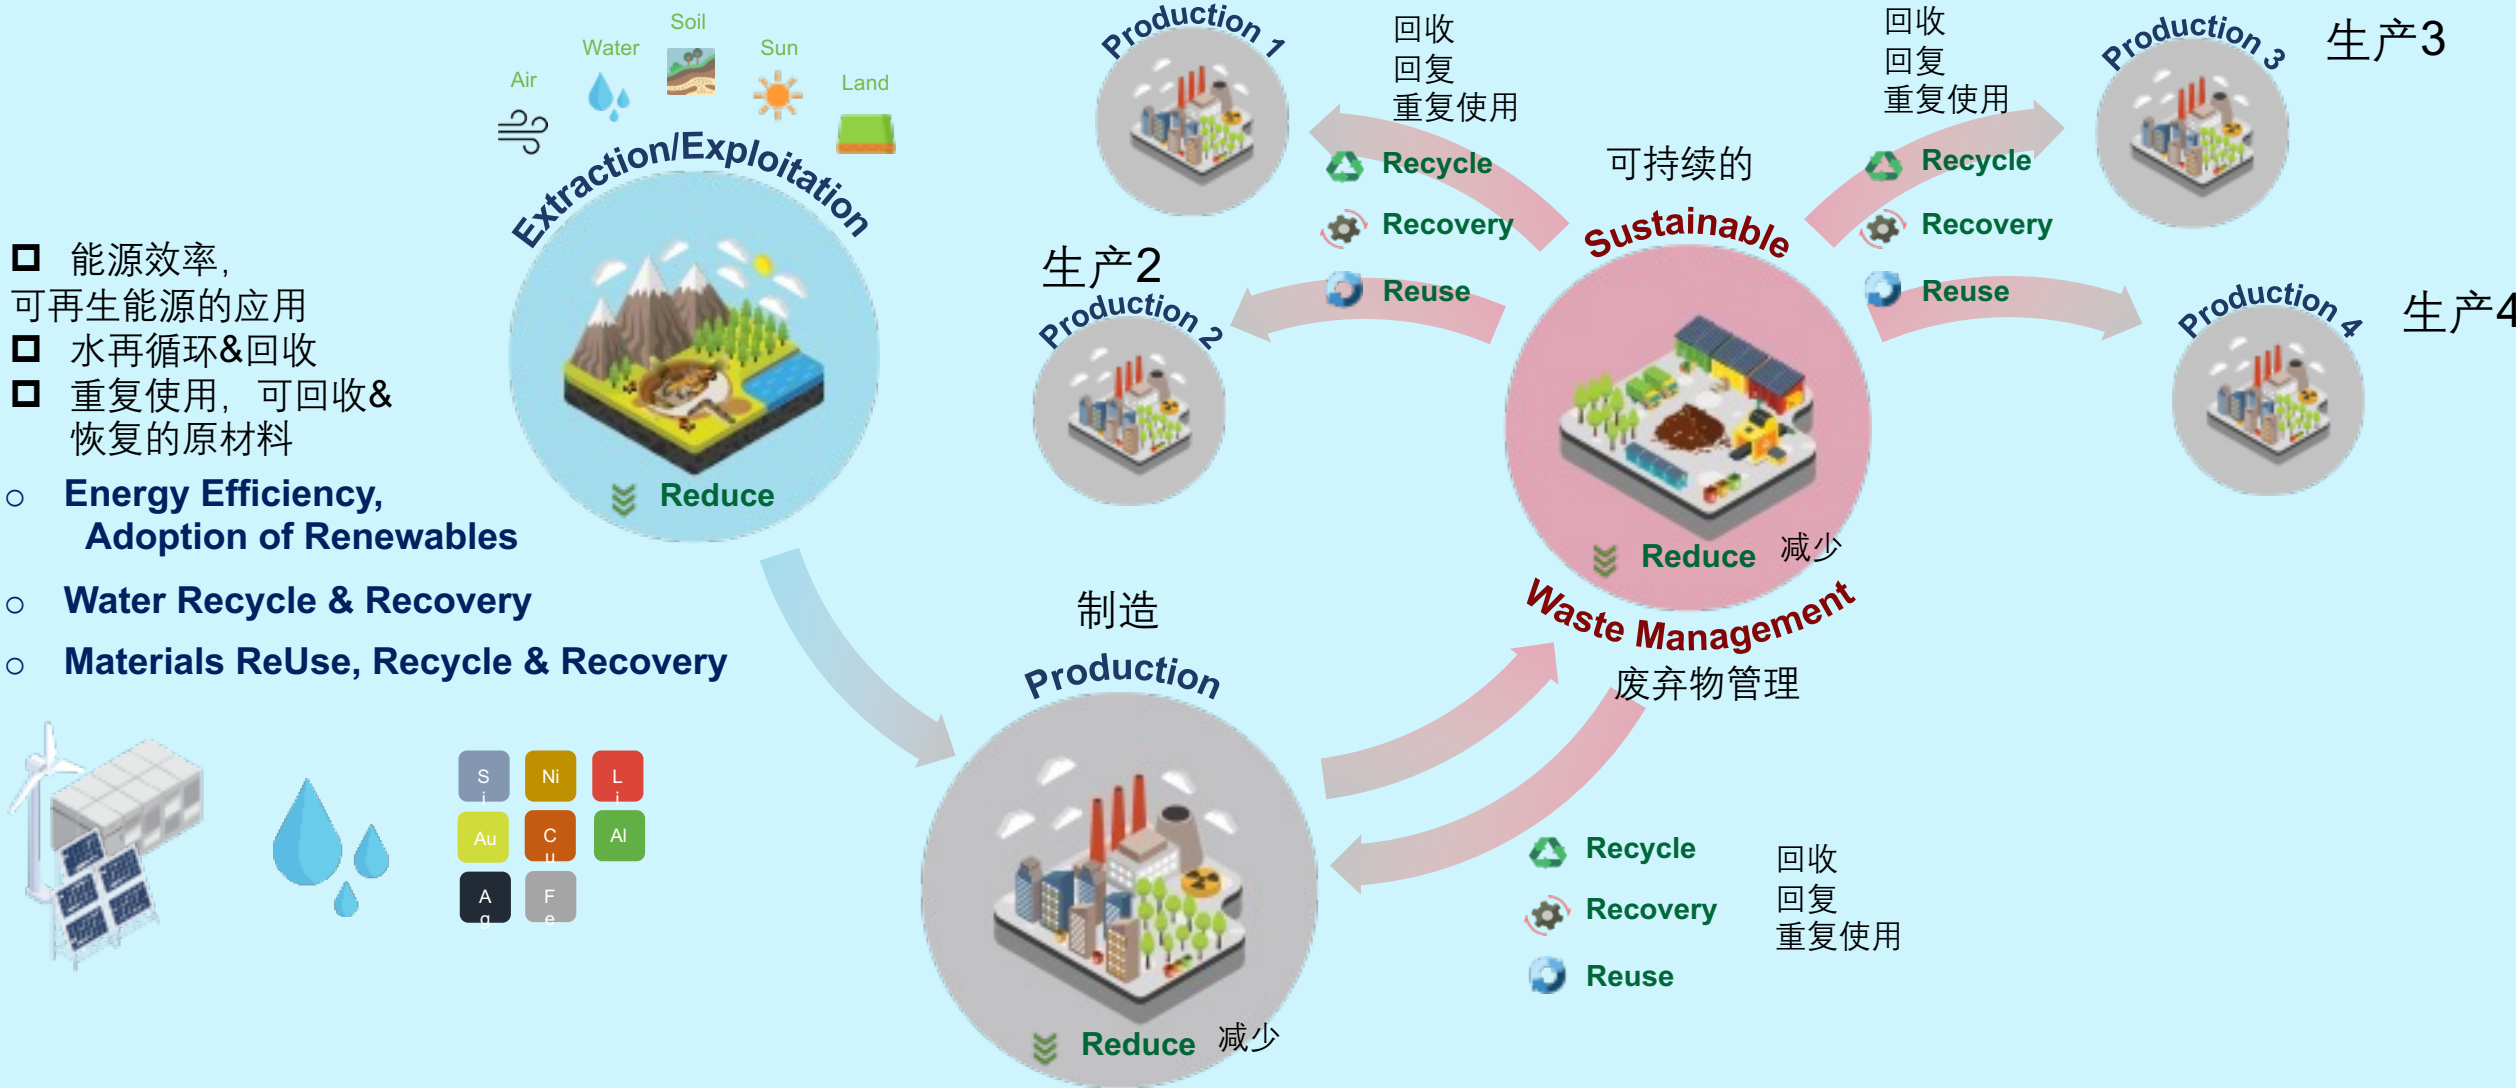 Soil
Water
Sun
Air
Land
Extraction/Exploitation
Reduce
能源效率,
可再生能源的应用
水再循环&回收
重复使用, 可回收&
恢复的原材料
Energy Efficiency,
Adoption of Renewables
Water Recycle & Recovery
Materials ReUse, Recycle & Recovery
Si
Ni
Li
Au
Cu
Al
Ag
Fe
Production 1
回收
回复
重复使用
Recycle
Recovery
Reuse
生产2
Production 2
可持续的
Sustainable
Reduce 减少
Waste Management
废弃物管理
回收
回复
重复使用
Recycle
Recovery
Reuse
Production 3
生产3
Production 4
生产4
制造
Production
Reduce 减少
Recycle
Recovery
Reuse
回收
回复
重复使用